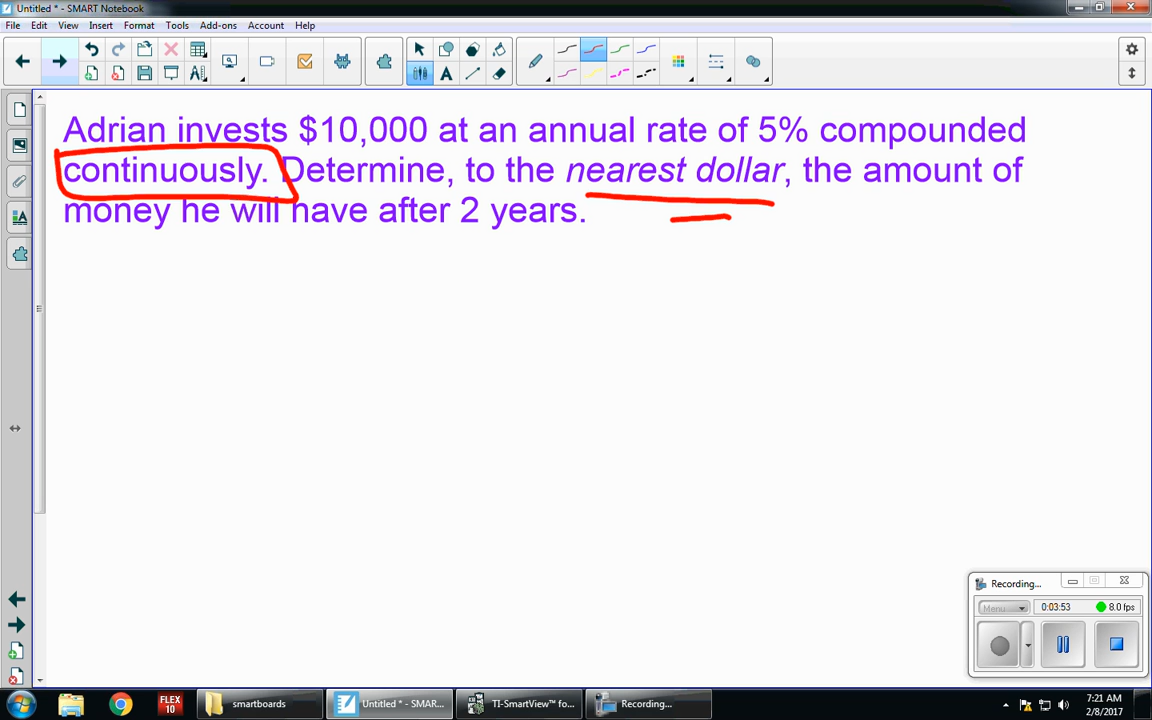 Untitled * - SMART Notebook
File Edit View Insert Format Tools Add-ons Account Help
Adrian invests $10,000 at an annual rate of 5% compounded
continuously. Determine, to the nearest dollar, the amount of
money he will have after 2 years.
Recording...
Menu 0:03:53 8.0 fps
FLEX
10
smartboards
Untitled * - SMAR...
TI-SmartView™ fo...
Recording...
7:21 AM
2/8/2017